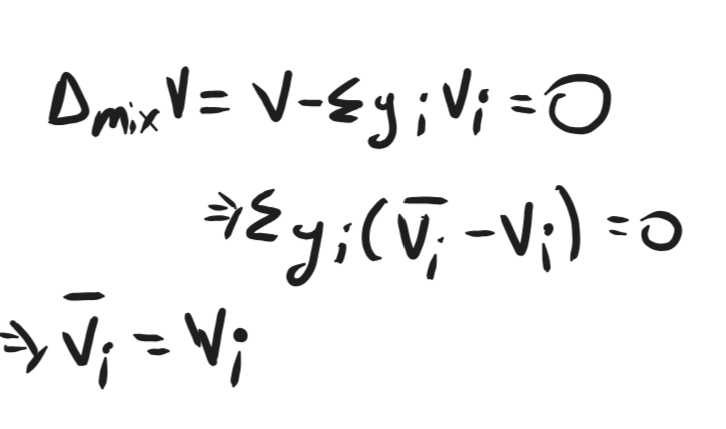 Δmix V = V - Σ yi Vi = 0
⇒ Σ yi ( V̄i - Vi ) = 0
⇒ V̄i = Vi